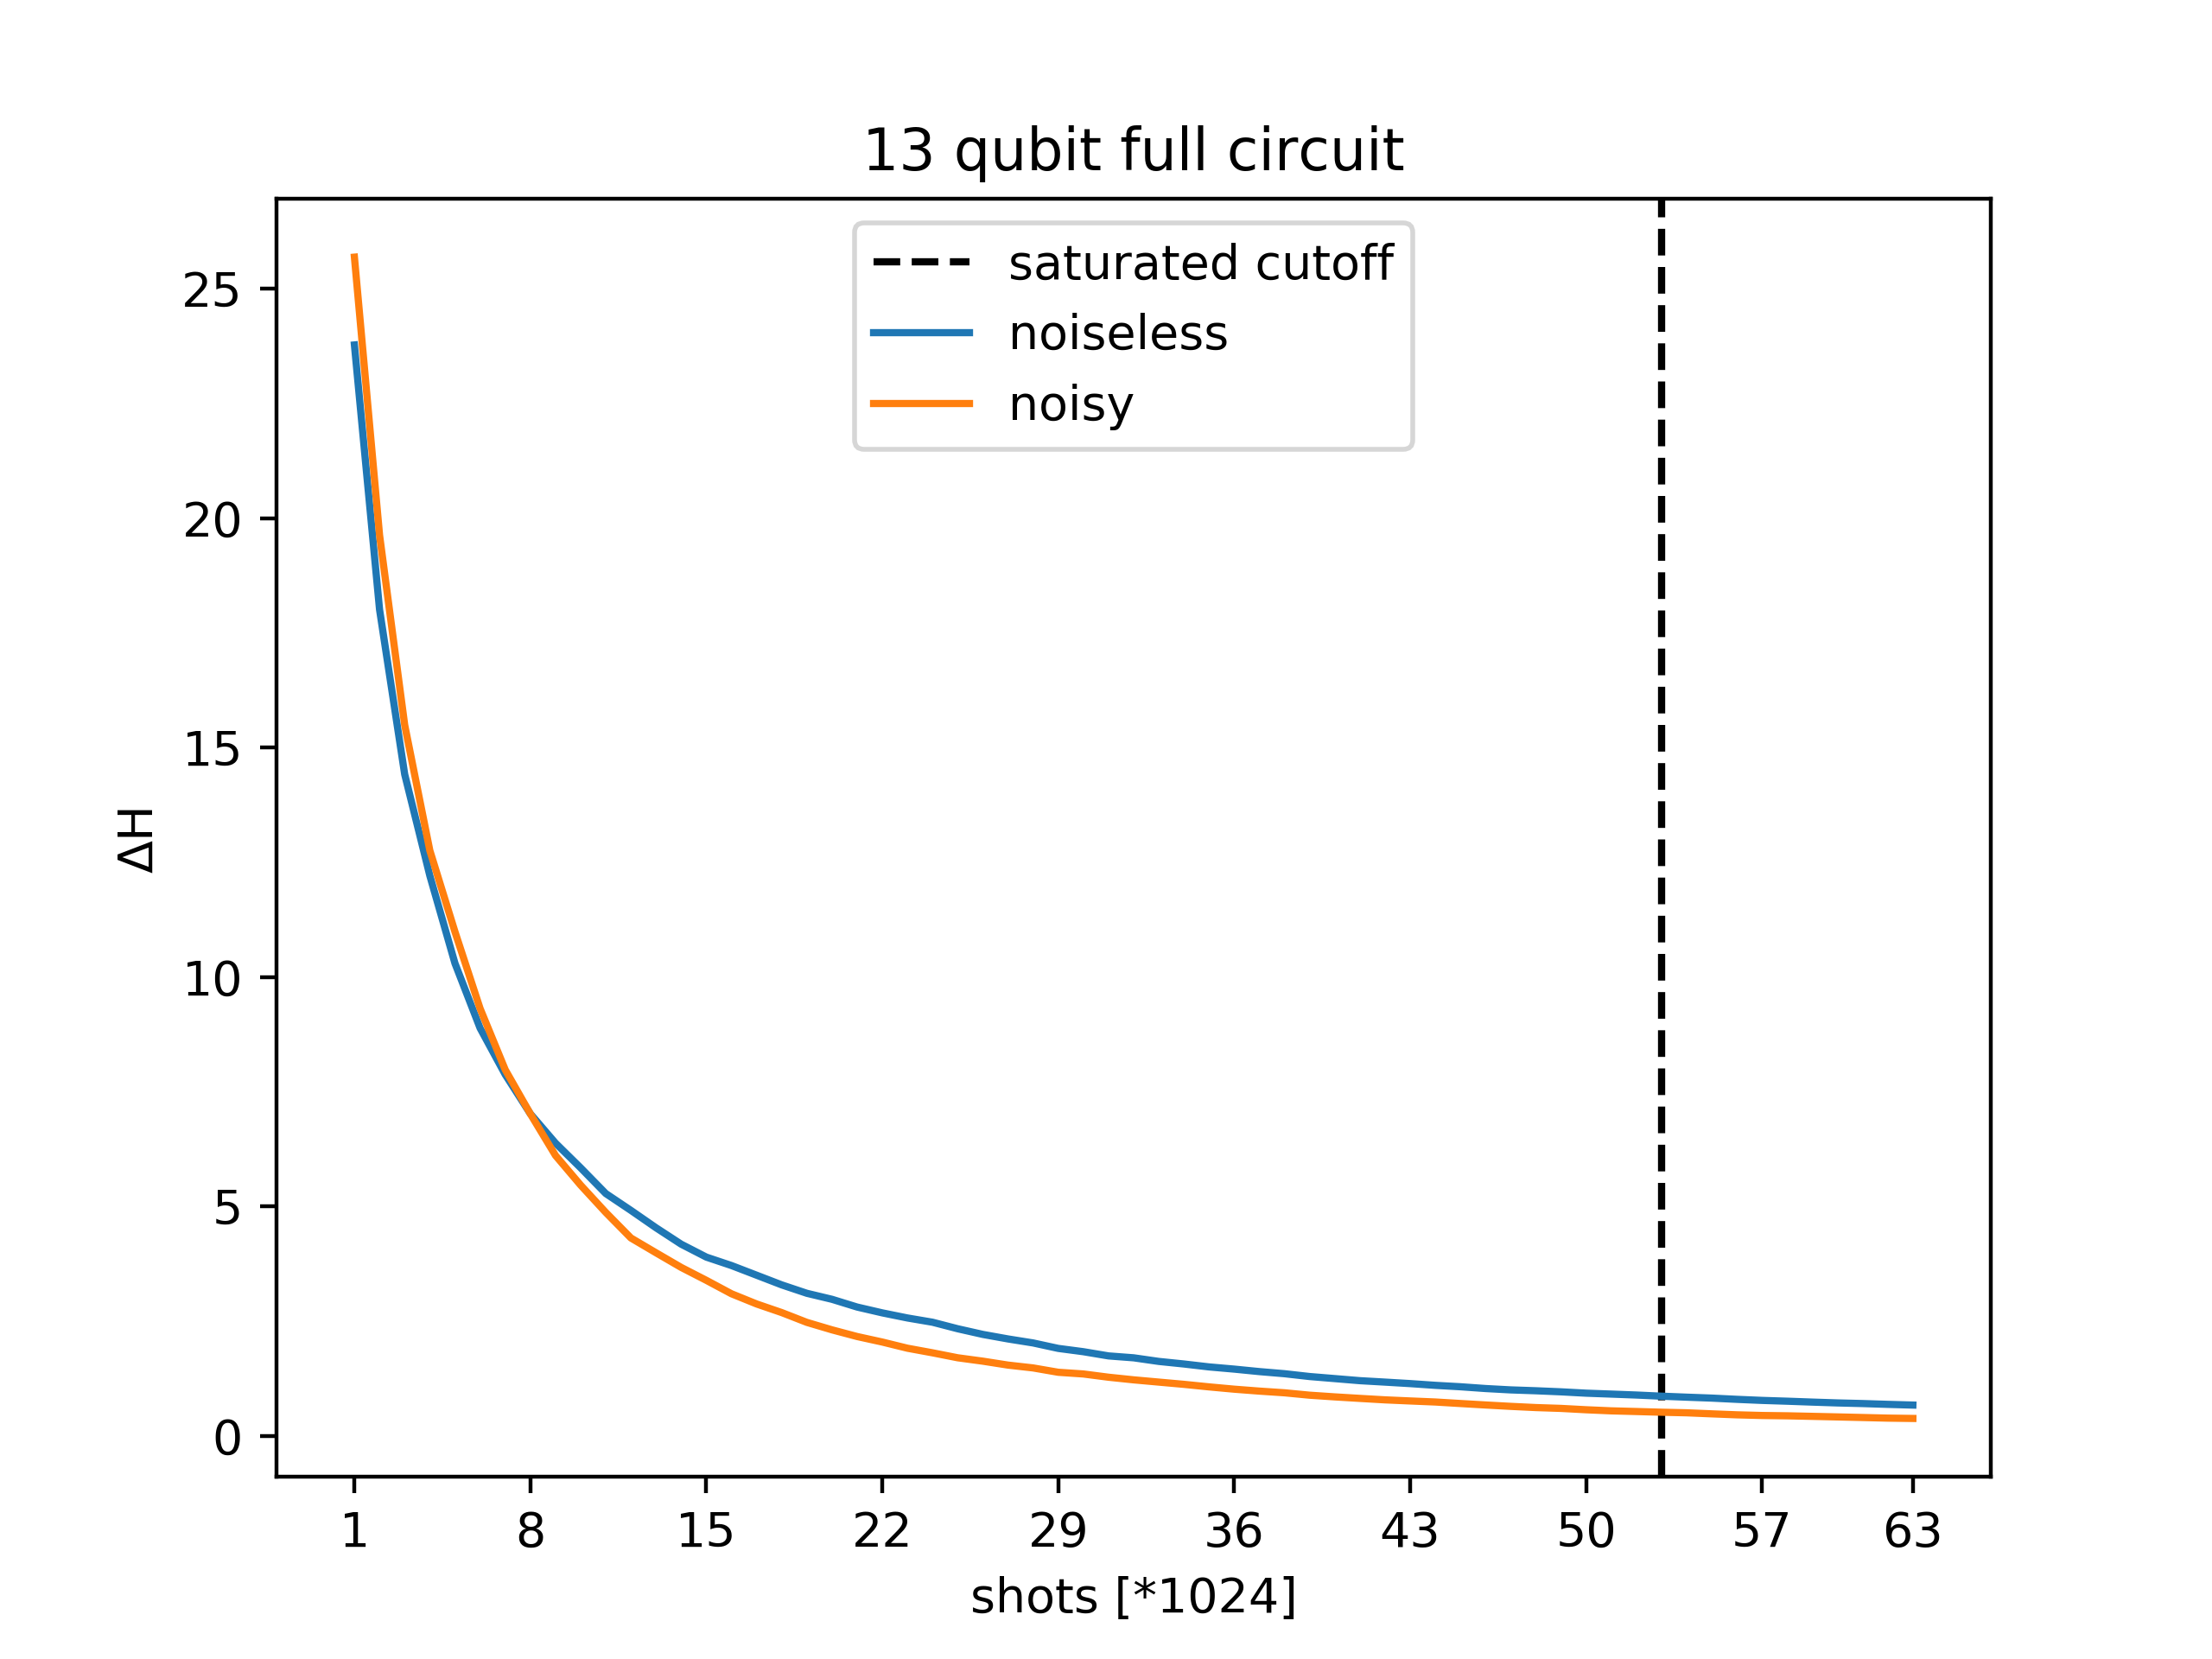 13 qubit full circuit
saturated cutoff
noiseless
noisy
25
20
15
10
5
0
ΔH
1 8 15 22 29 36 43 50 57 63
shots [*1024]